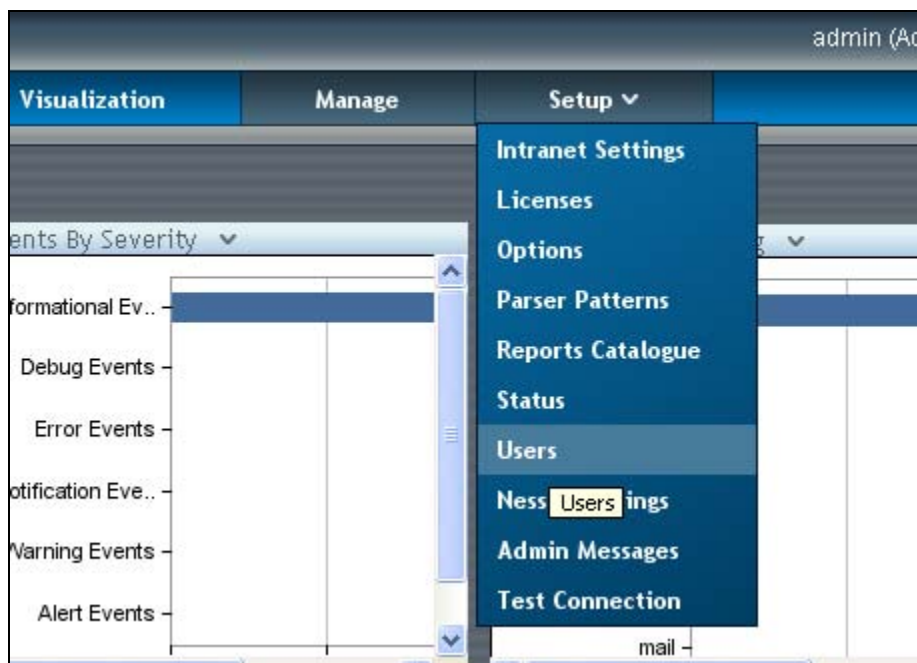 admin (Ad
Visualization
Manage
Setup
Intranet Settings
Licenses
Options
Parser Patterns
Reports Catalogue
Status
Users
Ness
ings
Users
Admin Messages
Test Connection
ents By Severity
g
formational Ev..
Debug Events
Error Events
otification Eve..
Warning Events
Alert Events
mail